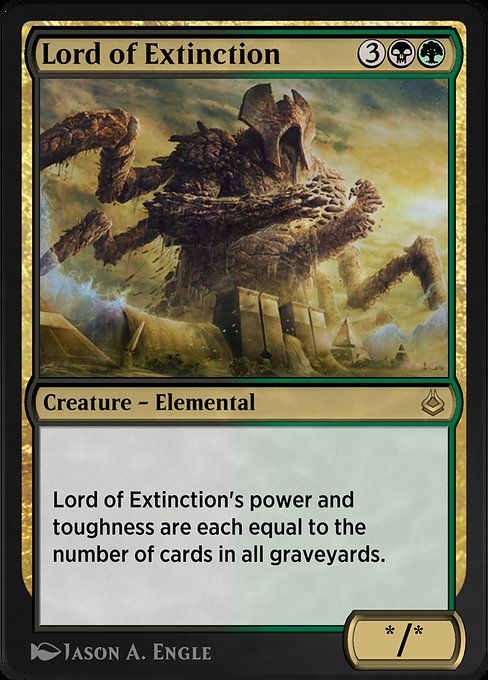 Lord of Extinction 3
Creature – Elemental
Lord of Extinction's power and
toughness are each equal to the
number of cards in all graveyards.
*/*
Jason A. Engle